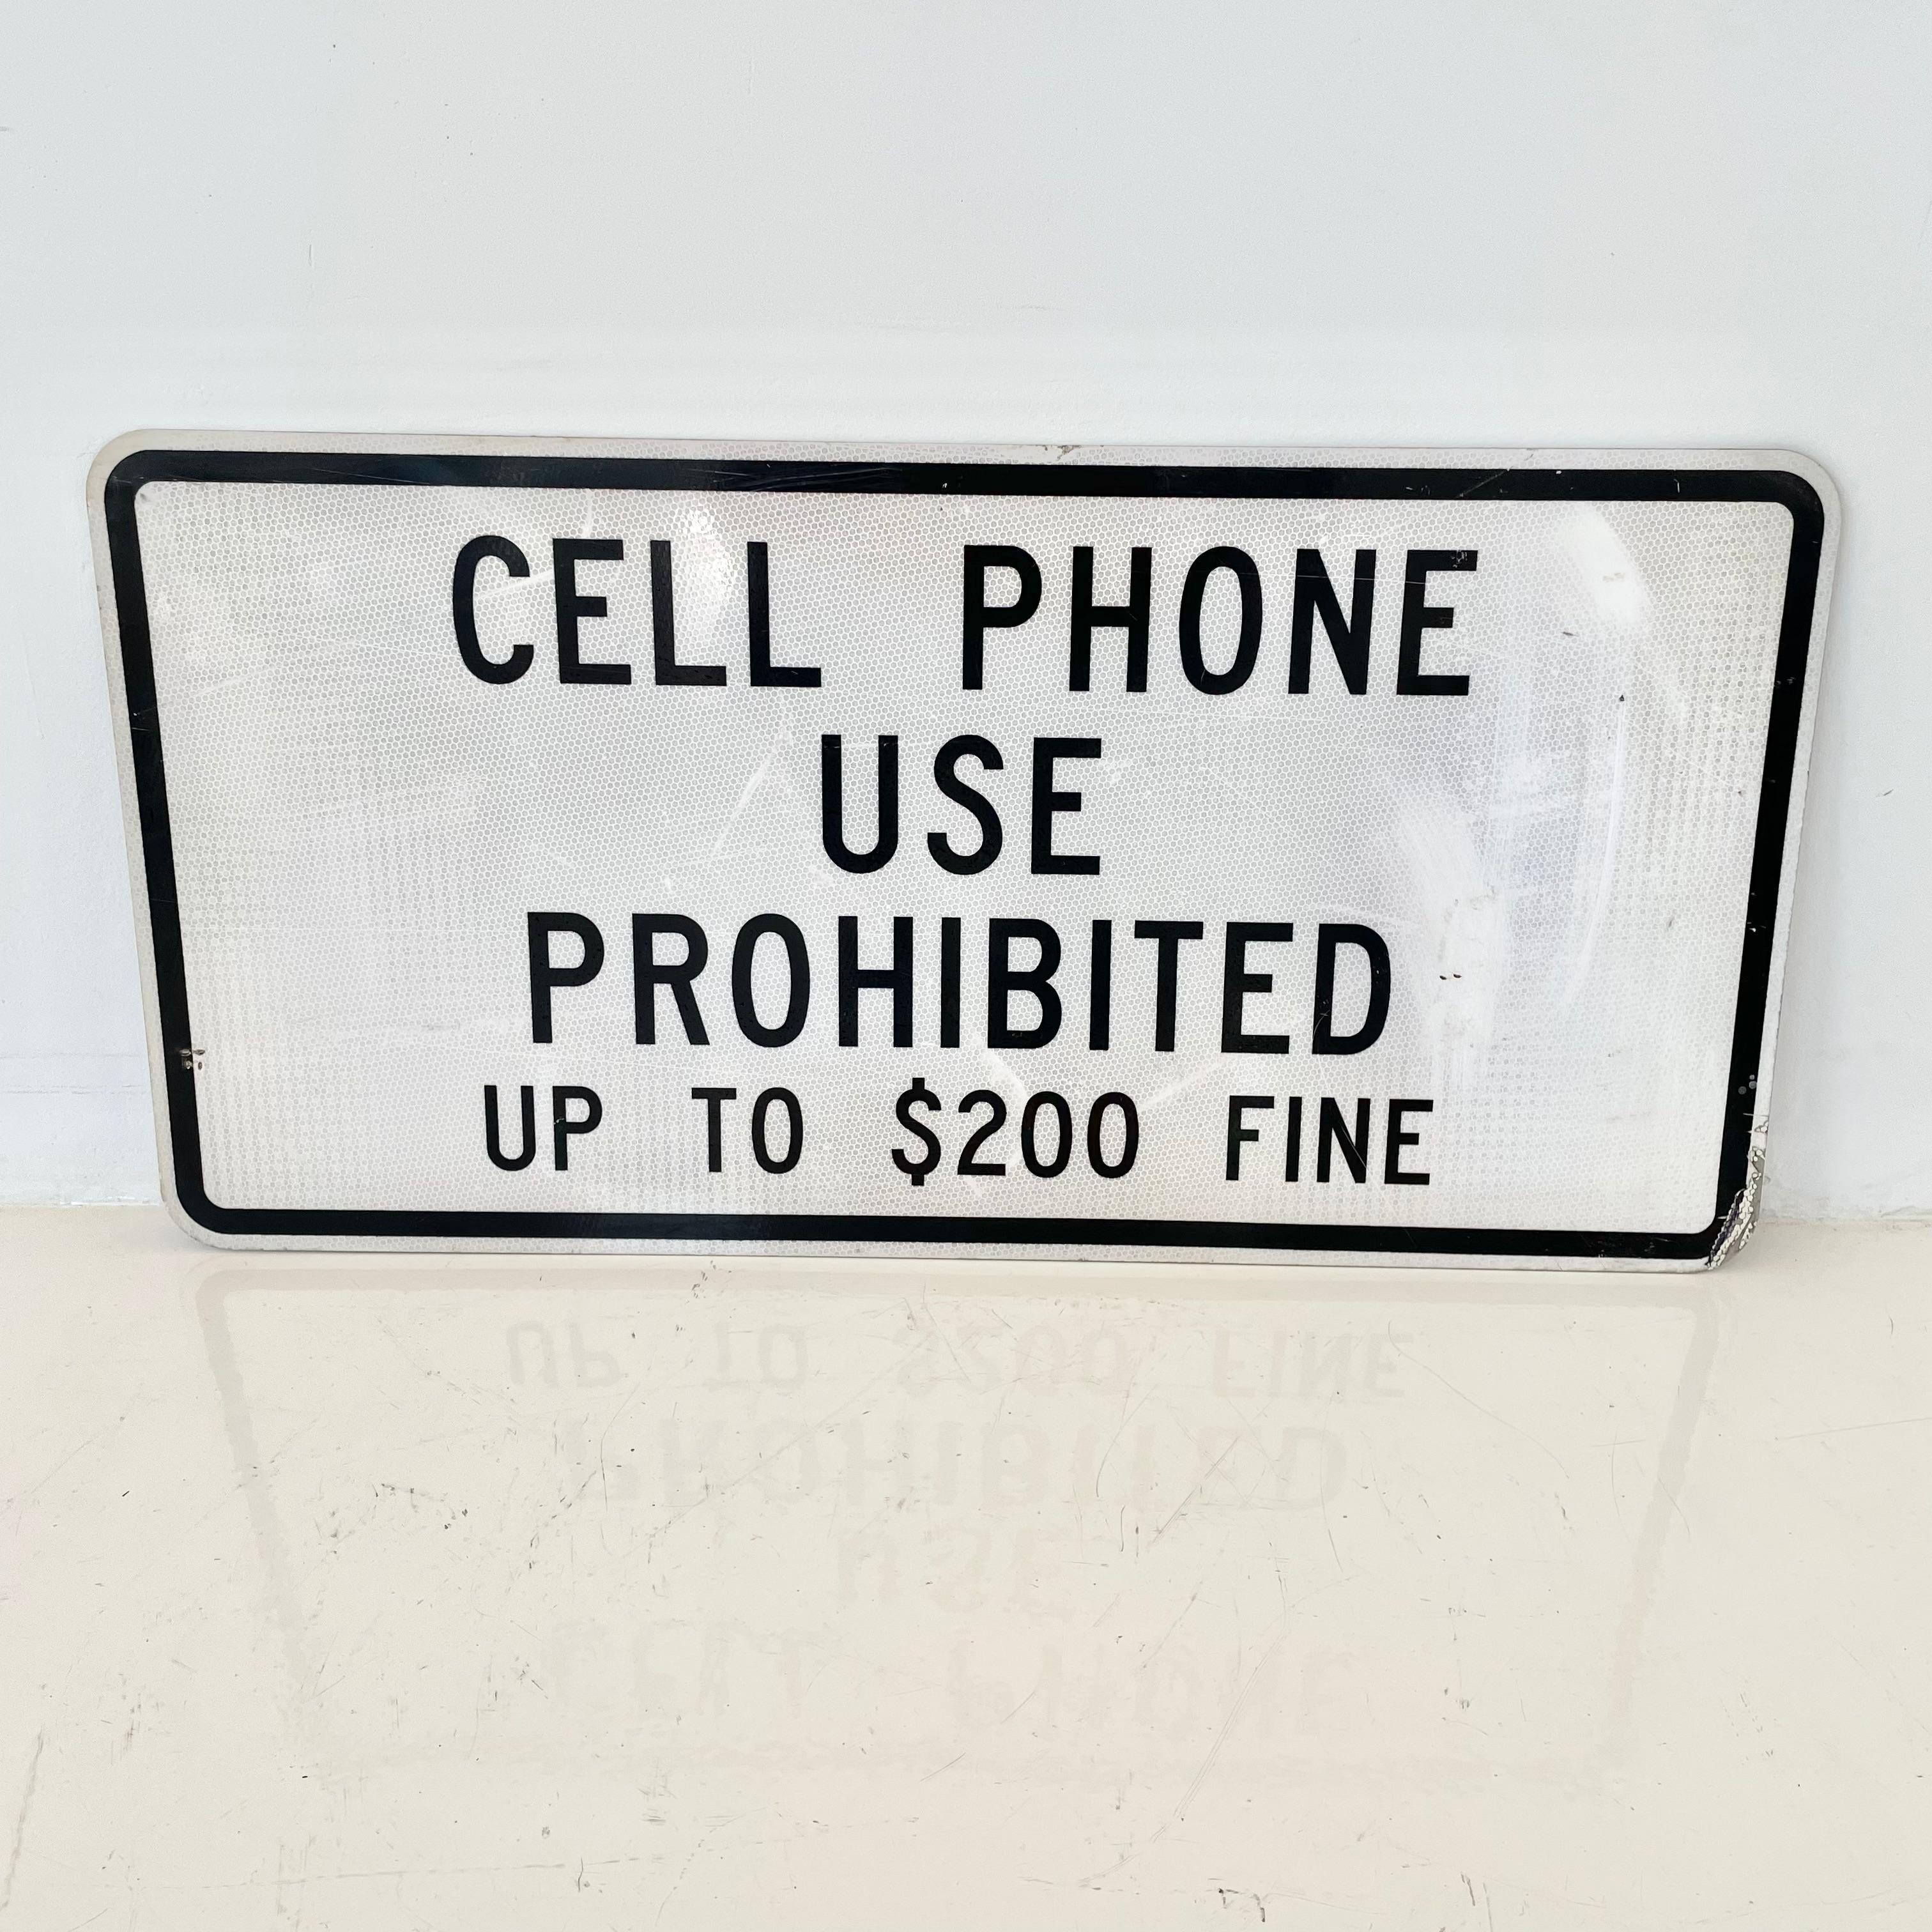 CELL PHONE
USE
PROHIBITED
UP TO $200 FINE